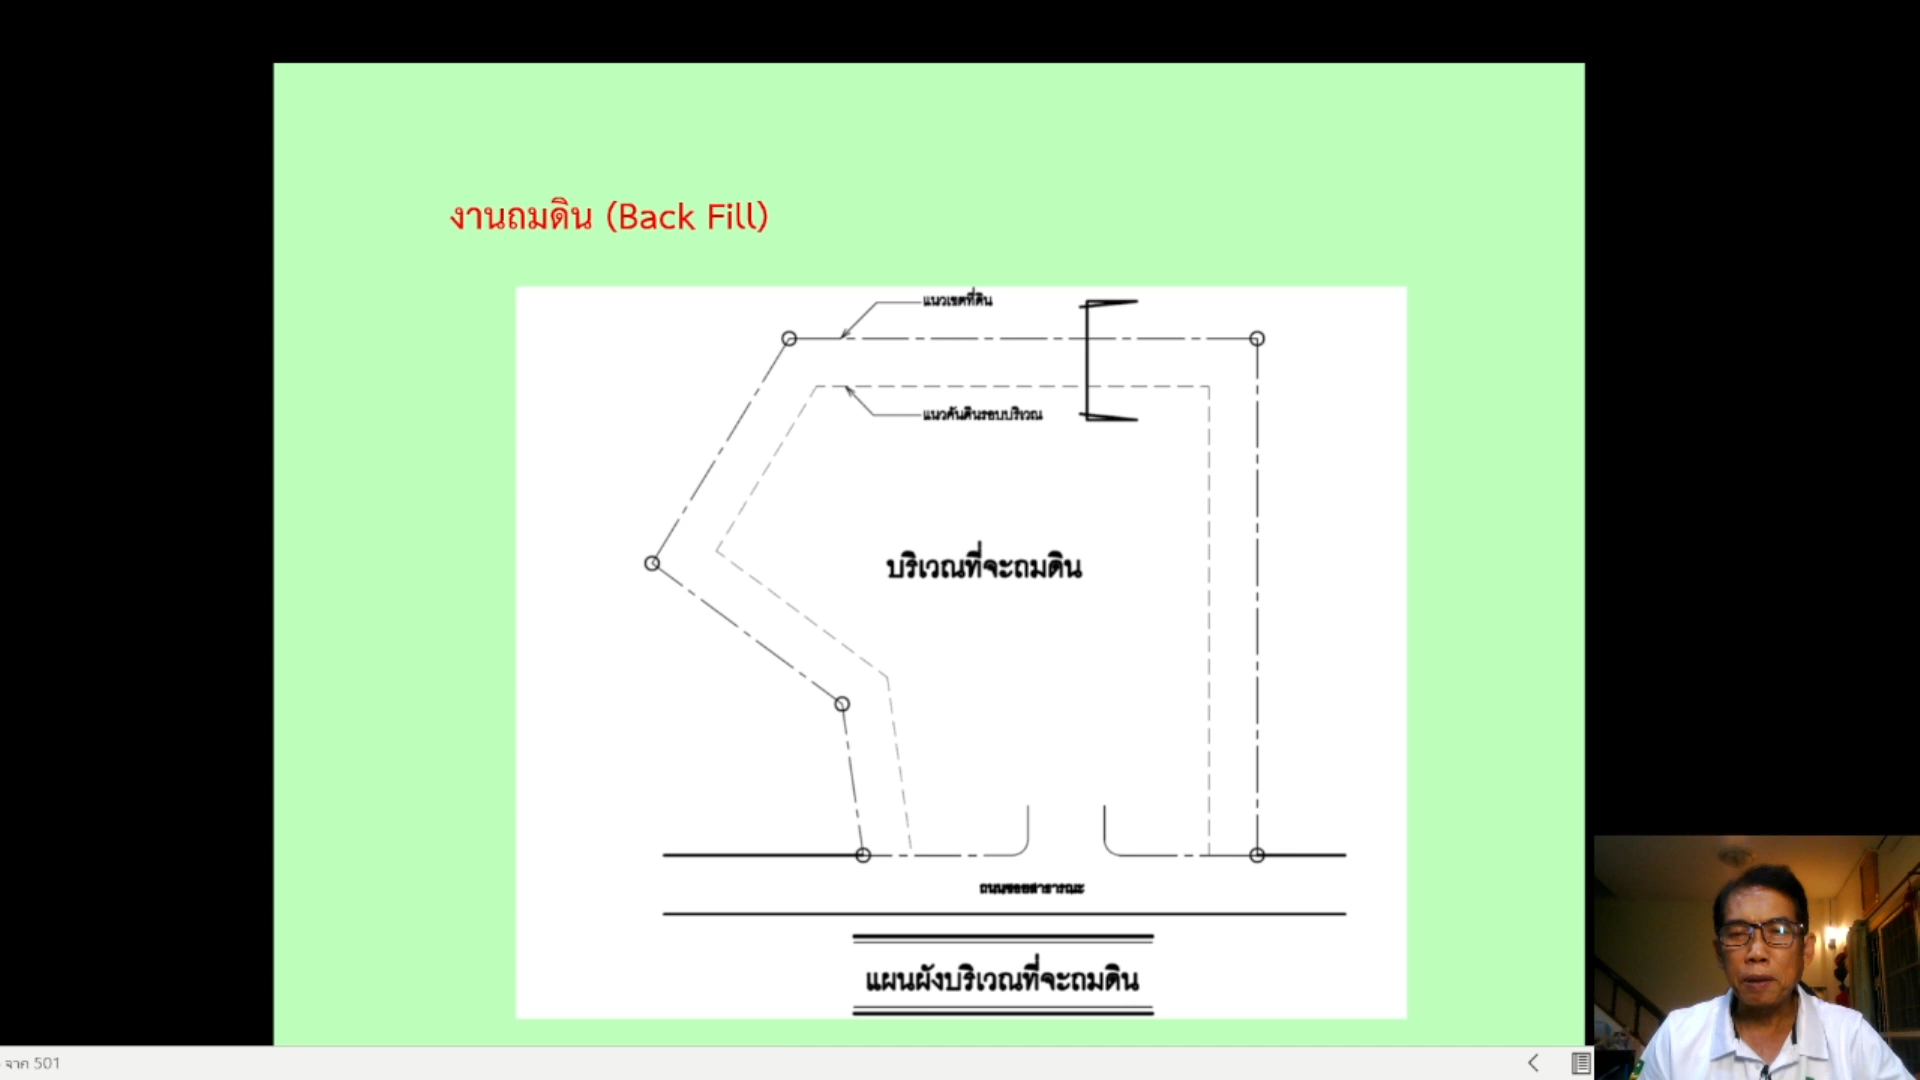 งานถมดิน (Back Fill)
แนวเขตที่ดิน
แนวคันดินรอบบริเวณ
บริเวณที่จะถมดิน
ถนนซอยสาธารณะ
แผนผังบริเวณที่จะถมดิน
จาก 501